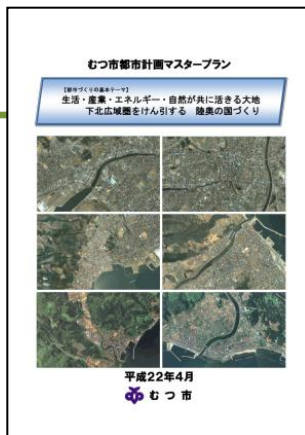 むつ市都市計画マスタープラン
【都市づくりの基本テーマ】
生活・産業・エネルギー・自然が共に活きる大地
下北広域圏をけん引する　陸奥の国づくり
平成22年4月
むつ市